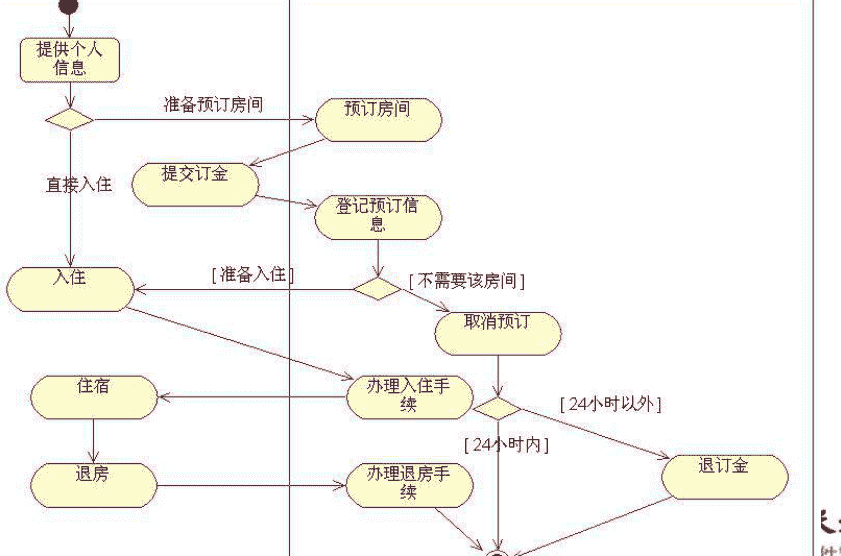 提供个人
信息
准备预订房间
预订房间
提交订金
直接入住
登记预订信
息
入住
[准备入住]
[不需要该房间]
取消预订
住宿
办理入住手
续
[24小时以外]
[24小时内]
退房
办理退房手
续
退订金